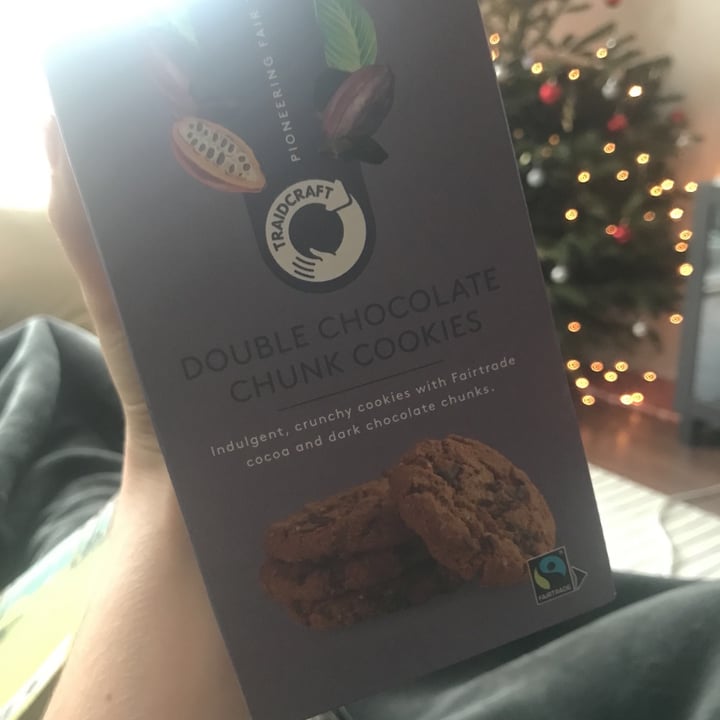 PIONEERING FAIR
TRAIDCRAFT
DOUBLE CHOCOLATE
CHUNK COOKIES
Indulgent, crunchy cookies with Fairtrade
cocoa and dark chocolate chunks.
FAIRTRADE